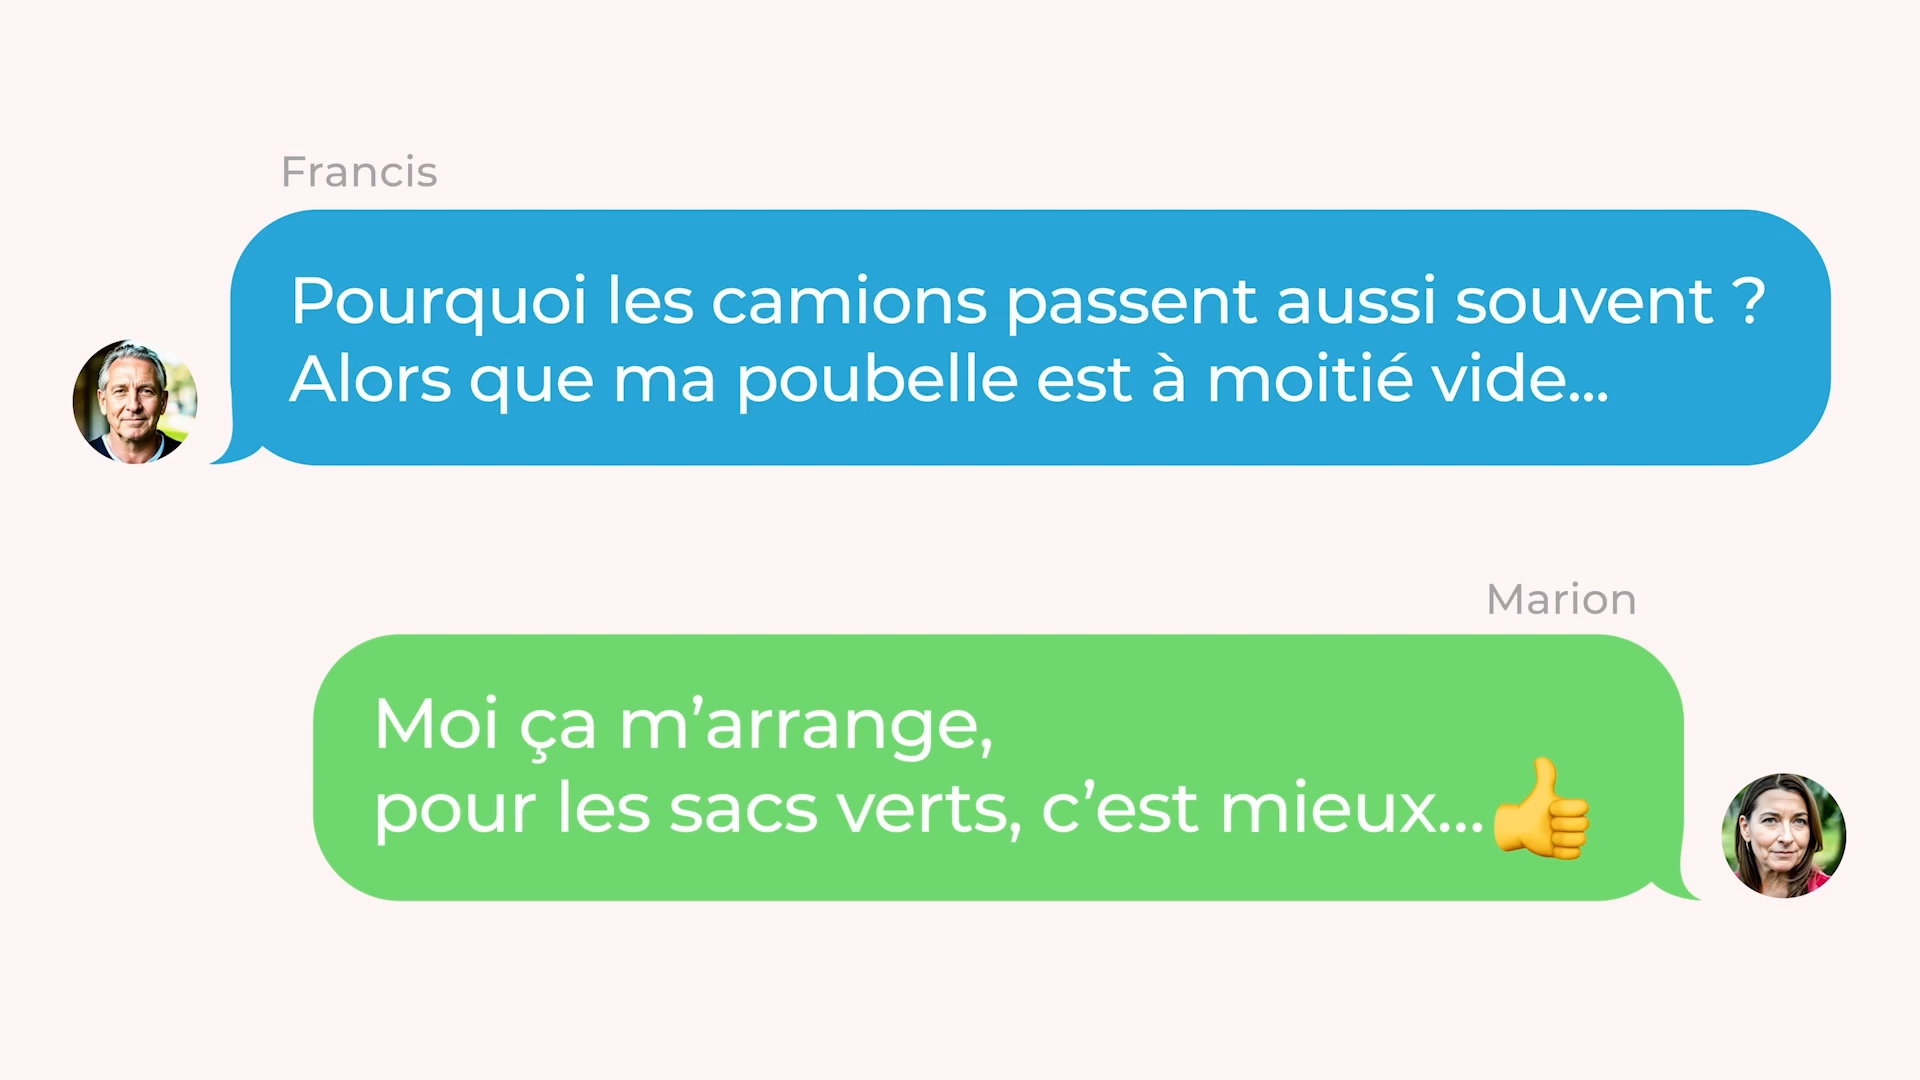 Francis
Pourquoi les camions passent aussi souvent ?
Alors que ma poubelle est à moitié vide...
Marion
Moi ça m’arrange,
pour les sacs verts, c’est mieux...👍